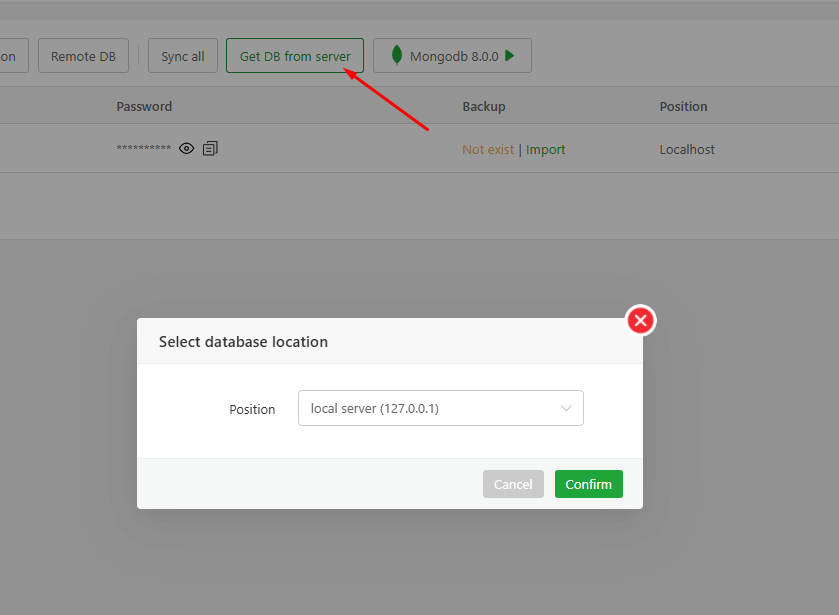 on Remote DB Sync all Get DB from server Mongodb 8.0.0
Password Backup Position
********** Not exist | Import Localhost
Select database location
Position local server (127.0.0.1)
Cancel Confirm